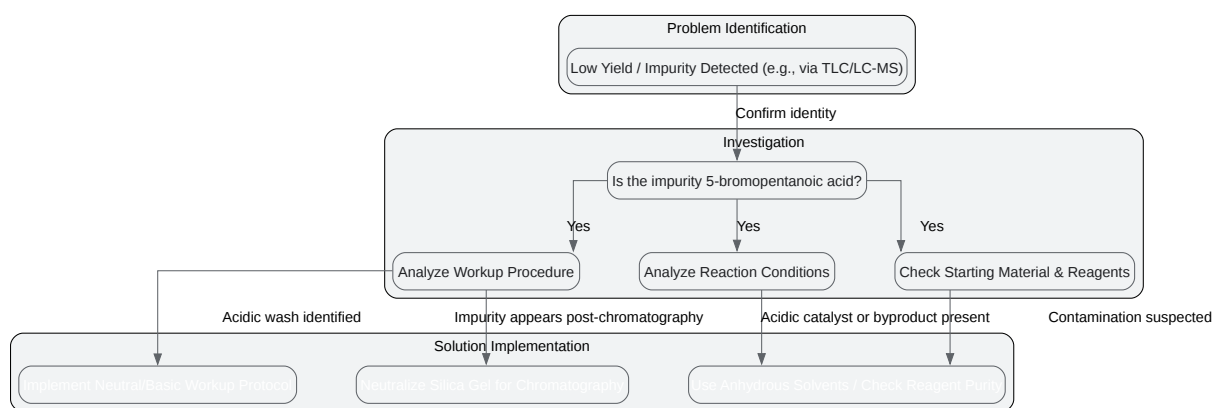 Problem Identification
Low Yield / Impurity Detected (e.g., via TLC/LC-MS)
Confirm identity
Investigation
Is the impurity 5-bromopentanoic acid?
Yes
Yes
Yes
Analyze Workup Procedure
Analyze Reaction Conditions
Check Starting Material & Reagents
Acidic wash identified
Impurity appears post-chromatography
Acidic catalyst or byproduct present
Contamination suspected
Solution Implementation
Implement Neutral/Basic Workup Protocol
Neutralize Silica Gel for Chromatography
Use Anhydrous Solvents / Check Reagent Purity